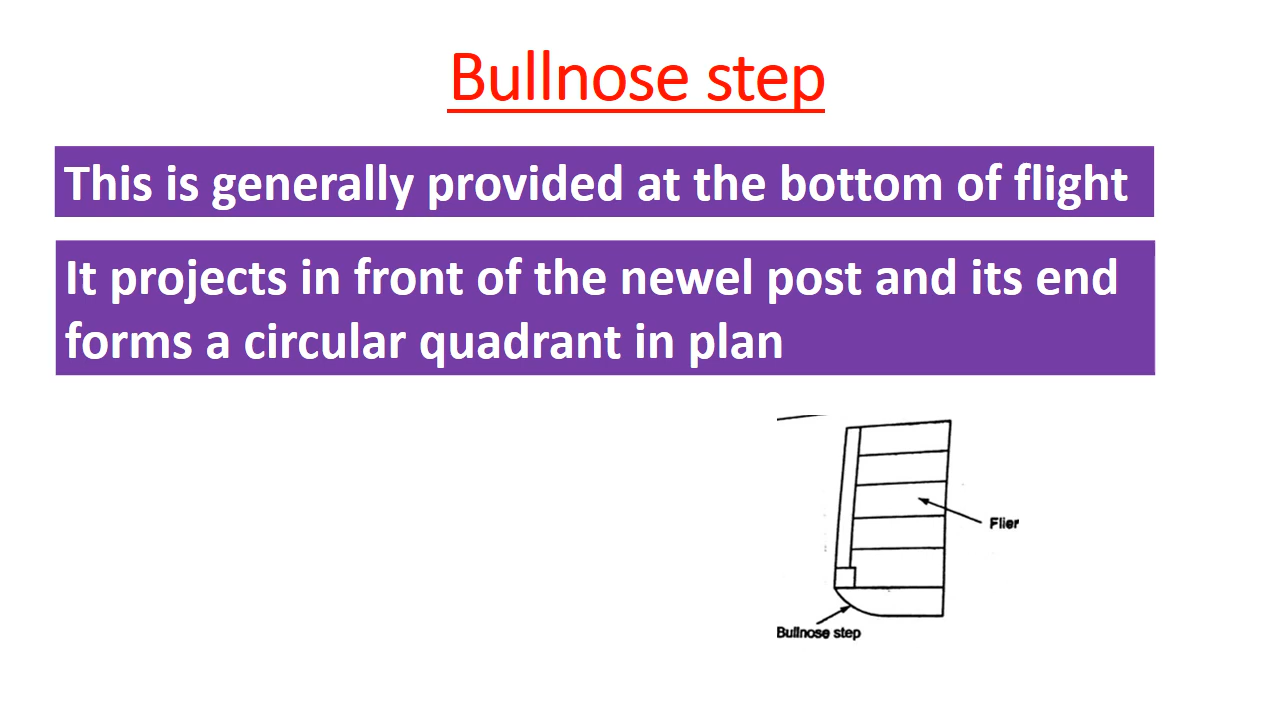 Bullnose step
This is generally provided at the bottom of flight
It projects in front of the newel post and its end
forms a circular quadrant in plan
Flier
Bullnose step